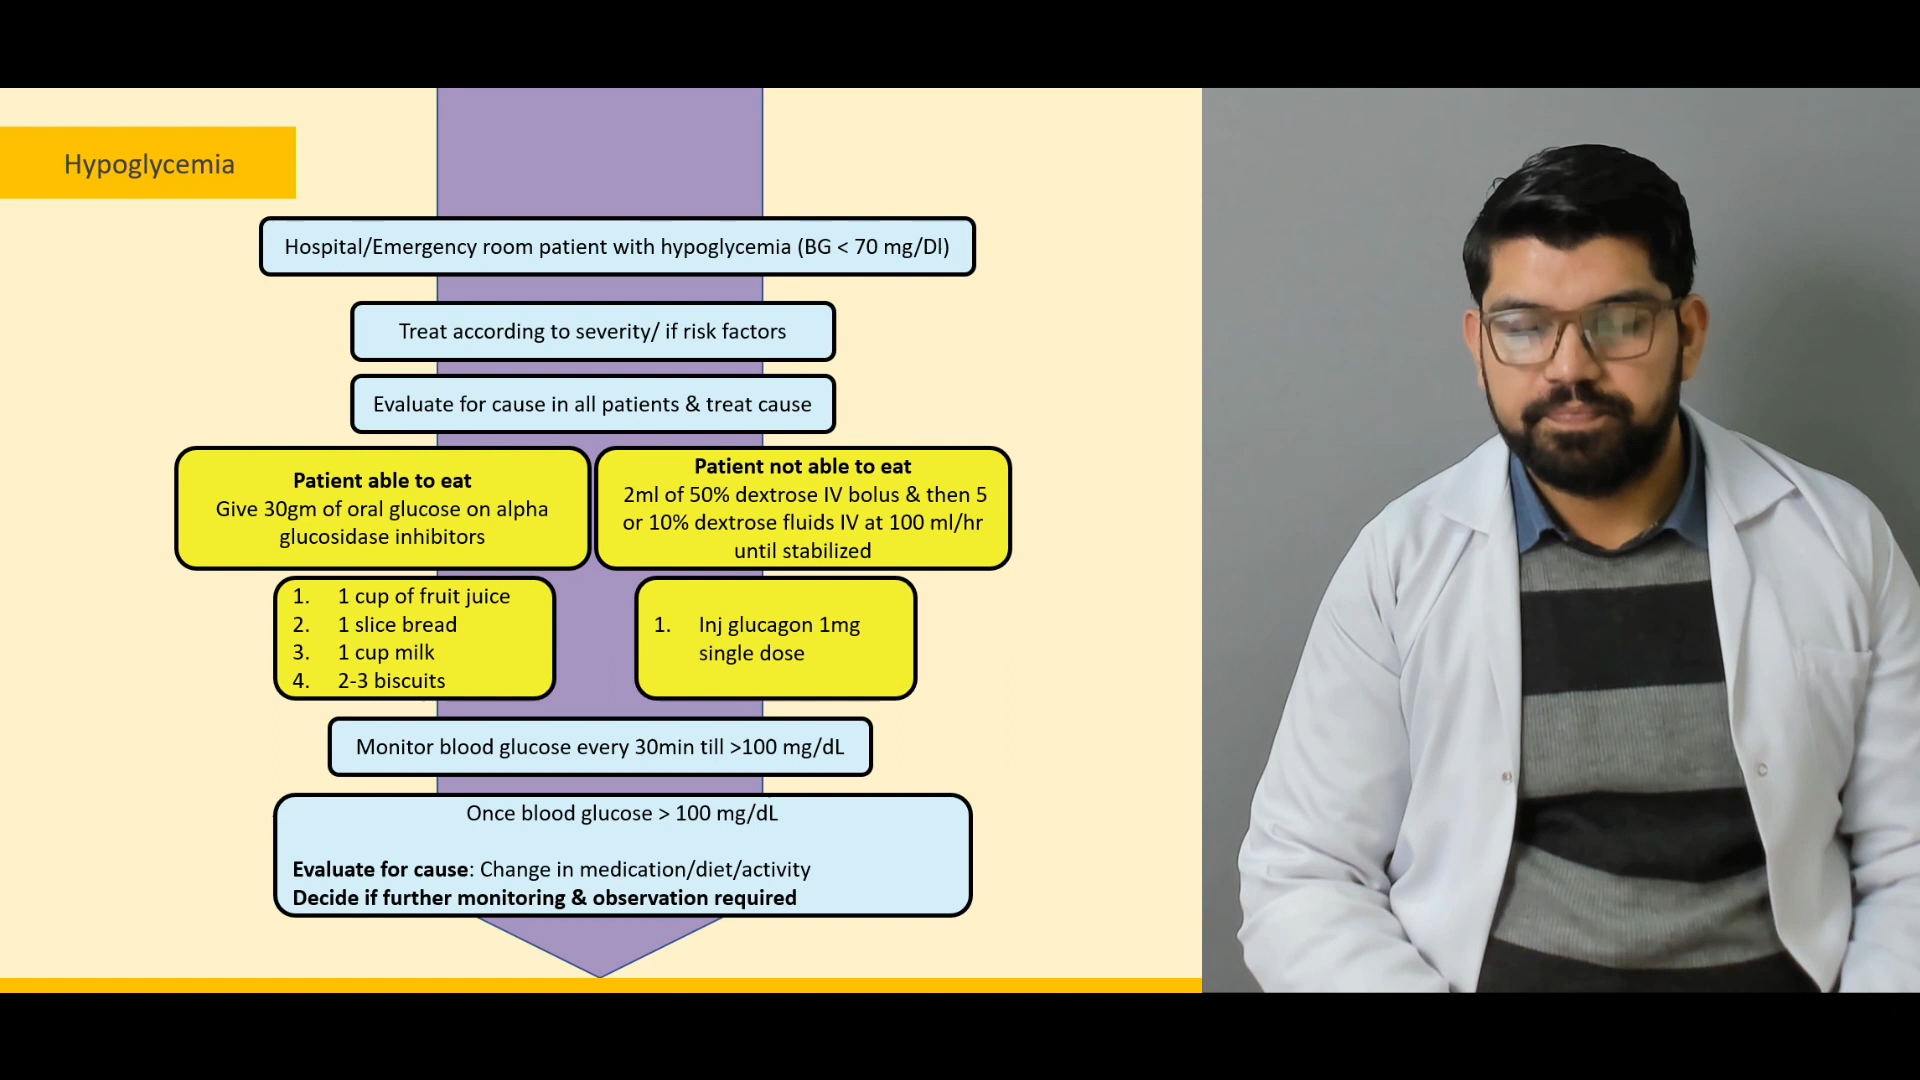 Hypoglycemia
Hospital/Emergency room patient with hypoglycemia (BG < 70 mg/Dl)
Treat according to severity/ if risk factors
Evaluate for cause in all patients & treat cause
Patient able to eat
Give 30gm of oral glucose on alpha
glucosidase inhibitors
Patient not able to eat
2ml of 50% dextrose IV bolus & then 5
or 10% dextrose fluids IV at 100 ml/hr
until stabilized
1. 1 cup of fruit juice
2. 1 slice bread
3. 1 cup milk
4. 2-3 biscuits
1. Inj glucagon 1mg
single dose
Monitor blood glucose every 30min till >100 mg/dL
Once blood glucose > 100 mg/dL
Evaluate for cause: Change in medication/diet/activity
Decide if further monitoring & observation required